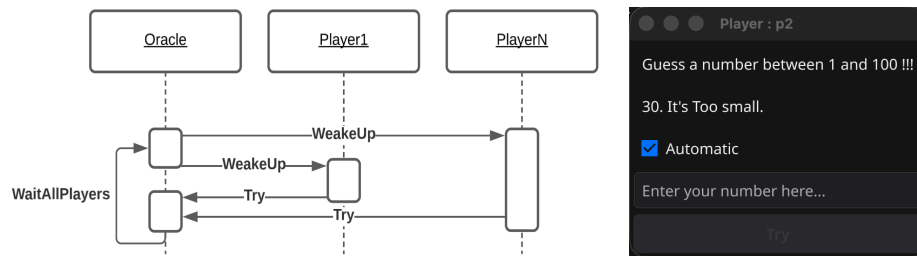 Oracle
Player1
PlayerN
WeakeUp
WeakeUp
WaitAllPlayers
Try
Try
Player : p2
Guess a number between 1 and 100 !!!
30. It's Too small.
Automatic
Enter your number here...
Try